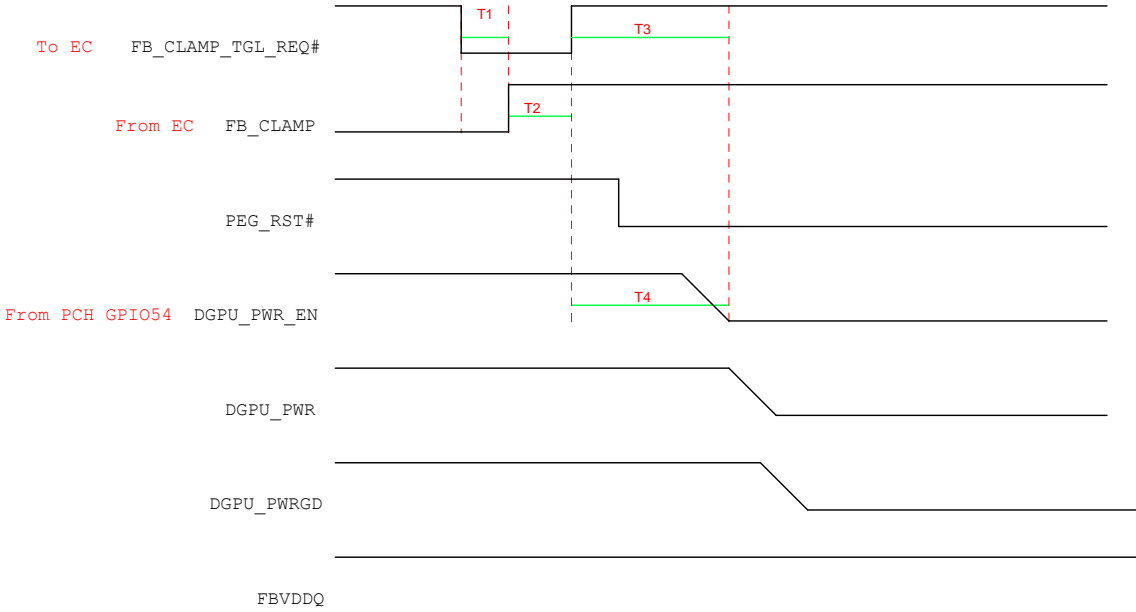 T1
To EC FB_CLAMP_TGL_REQ#
T3
T2
From EC FB_CLAMP
PEG_RST#
T4
From PCH GPIO54 DGPU_PWR_EN
DGPU_PWR
DGPU_PWRGD
FBVDDQ